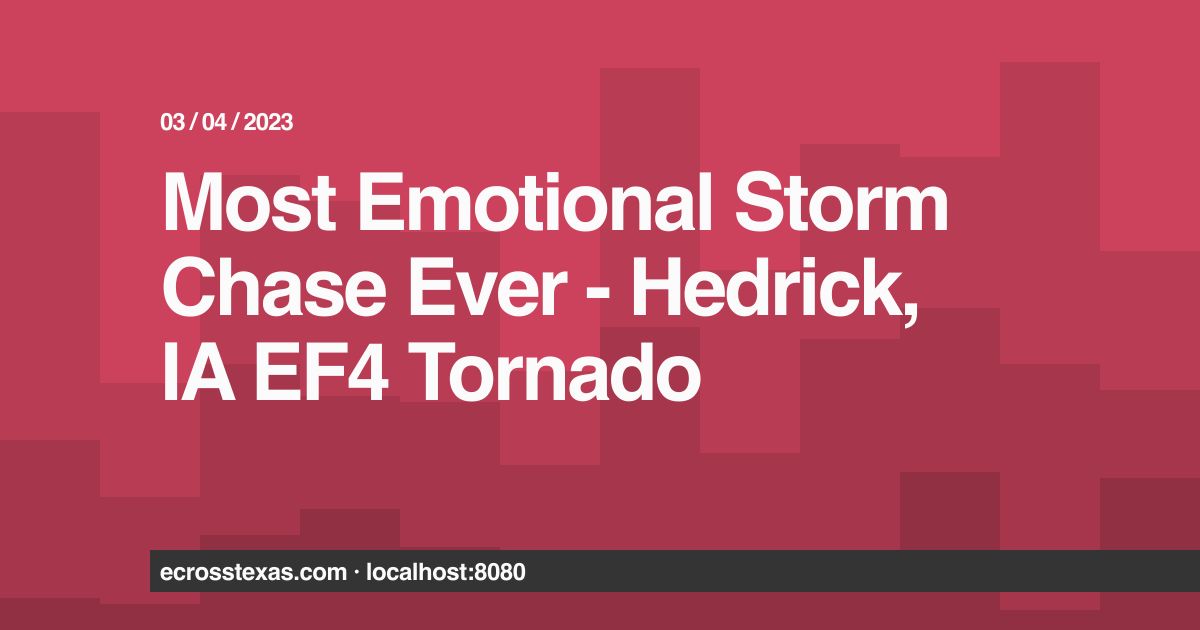 03 / 04 / 2023
Most Emotional Storm
Chase Ever - Hedrick,
IA EF4 Tornado
ecrosstexas.com · localhost:8080